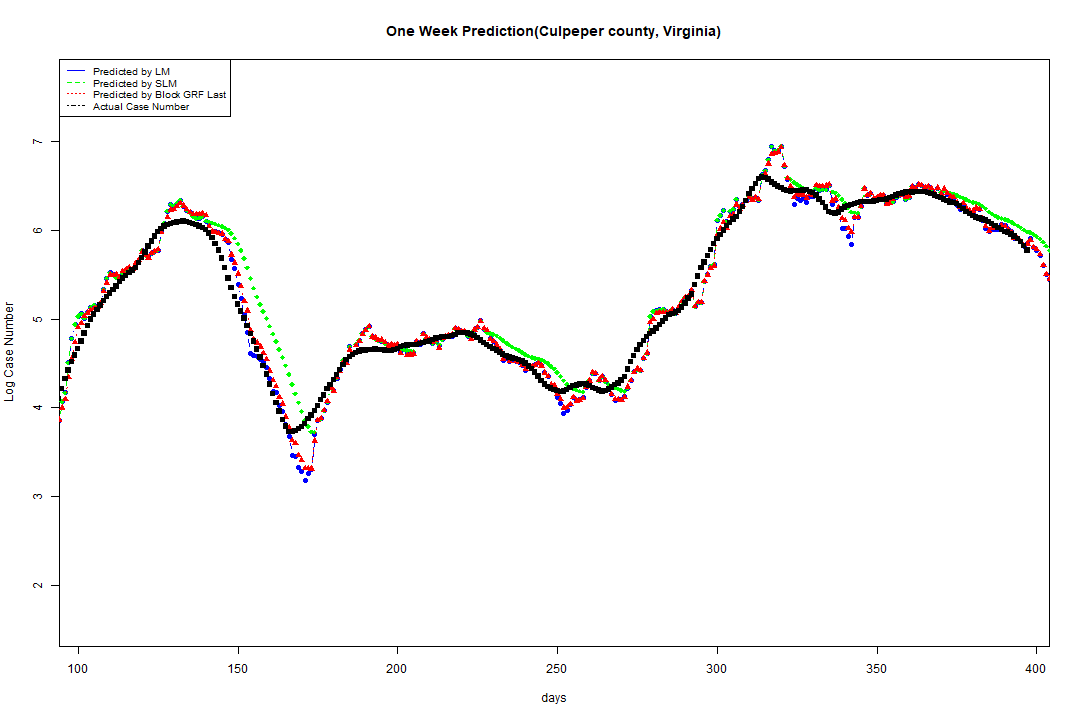 One Week Prediction(Culpeper county, Virginia)
Predicted by LM
Predicted by SLM
Predicted by Block GRF Last
Actual Case Number
Log Case Number
7
6
5
4
3
2
100 150 200 250 300 350 400
days